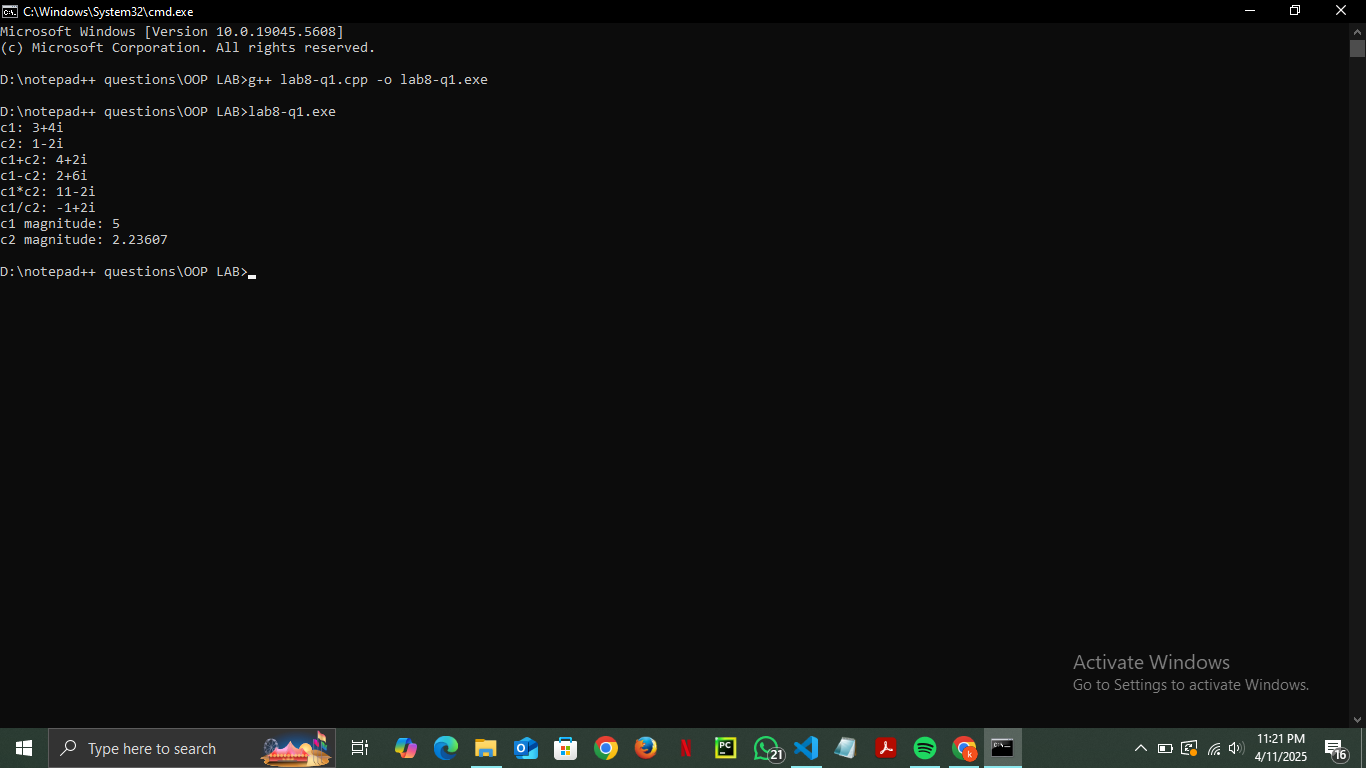 C:\Windows\System32\cmd.exe
Microsoft Windows [Version 10.0.19045.5608]
(c) Microsoft Corporation. All rights reserved.
D:\notepad++ questions\OOP LAB>g++ lab8-q1.cpp -o lab8-q1.exe
D:\notepad++ questions\OOP LAB>lab8-q1.exe
c1: 3+4i
c2: 1-2i
c1+c2: 4+2i
c1-c2: 2+6i
c1*c2: 11-2i
c1/c2: -1+2i
c1 magnitude: 5
c2 magnitude: 2.23607
D:\notepad++ questions\OOP LAB>
Activate Windows
Go to Settings to activate Windows.
Type here to search
PC
21
k
11:21 PM
4/11/2025
16